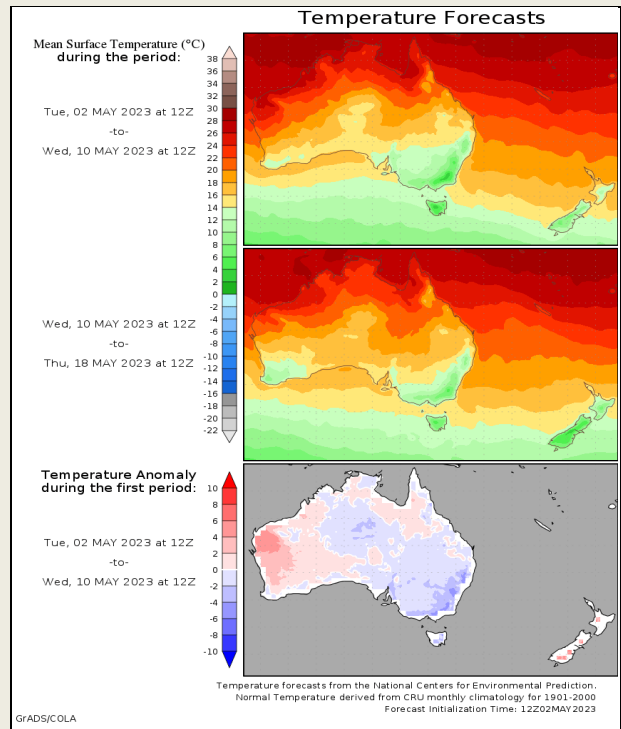 Temperature Forecasts
Mean Surface Temperature (°C)
during the period:
38
36
34
32
30
28
26
24
22
20
18
16
14
12
10
8
6
4
2
0
-2
-4
-6
-8
-10
-12
-14
-16
-18
-20
-22
Tue, 02 MAY 2023 at 12Z
-to-
Wed, 10 MAY 2023 at 12Z
Wed, 10 MAY 2023 at 12Z
-to-
Thu, 18 MAY 2023 at 12Z
Temperature Anomaly
during the first period:
10
8
6
4
2
0
-2
-4
-6
-8
-10
Tue, 02 MAY 2023 at 12Z
-to-
Wed, 10 MAY 2023 at 12Z
Temperature forecasts from the National Centers for Environmental Prediction.
Normal Temperature derived from CRU monthly climatology for 1901-2000
Forecast Initialization Time: 12Z02MAY2023
GrADS/COLA